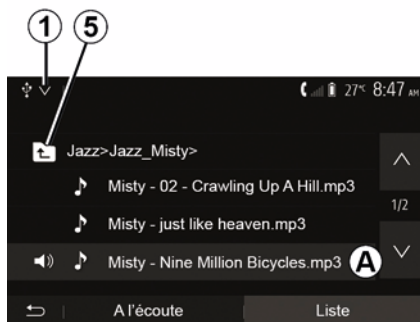 1 5
27°C 8:47 AM
Jazz>Jazz_Misty>
Misty - 02 - Crawling Up A Hill.mp3
1/2
Misty - just like heaven.mp3
Misty - Nine Million Bicycles.mp3 A
A l'écoute Liste